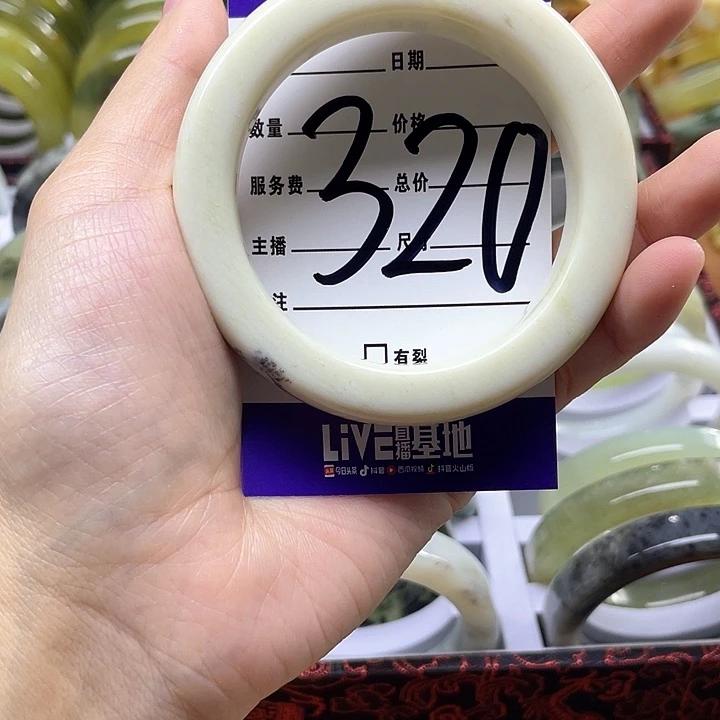 日期
数量 价格
320
服务费 总价
主播 尺
注
有裂
LiVE直播基地
今日头条 抖音 西瓜视频 抖音火山版